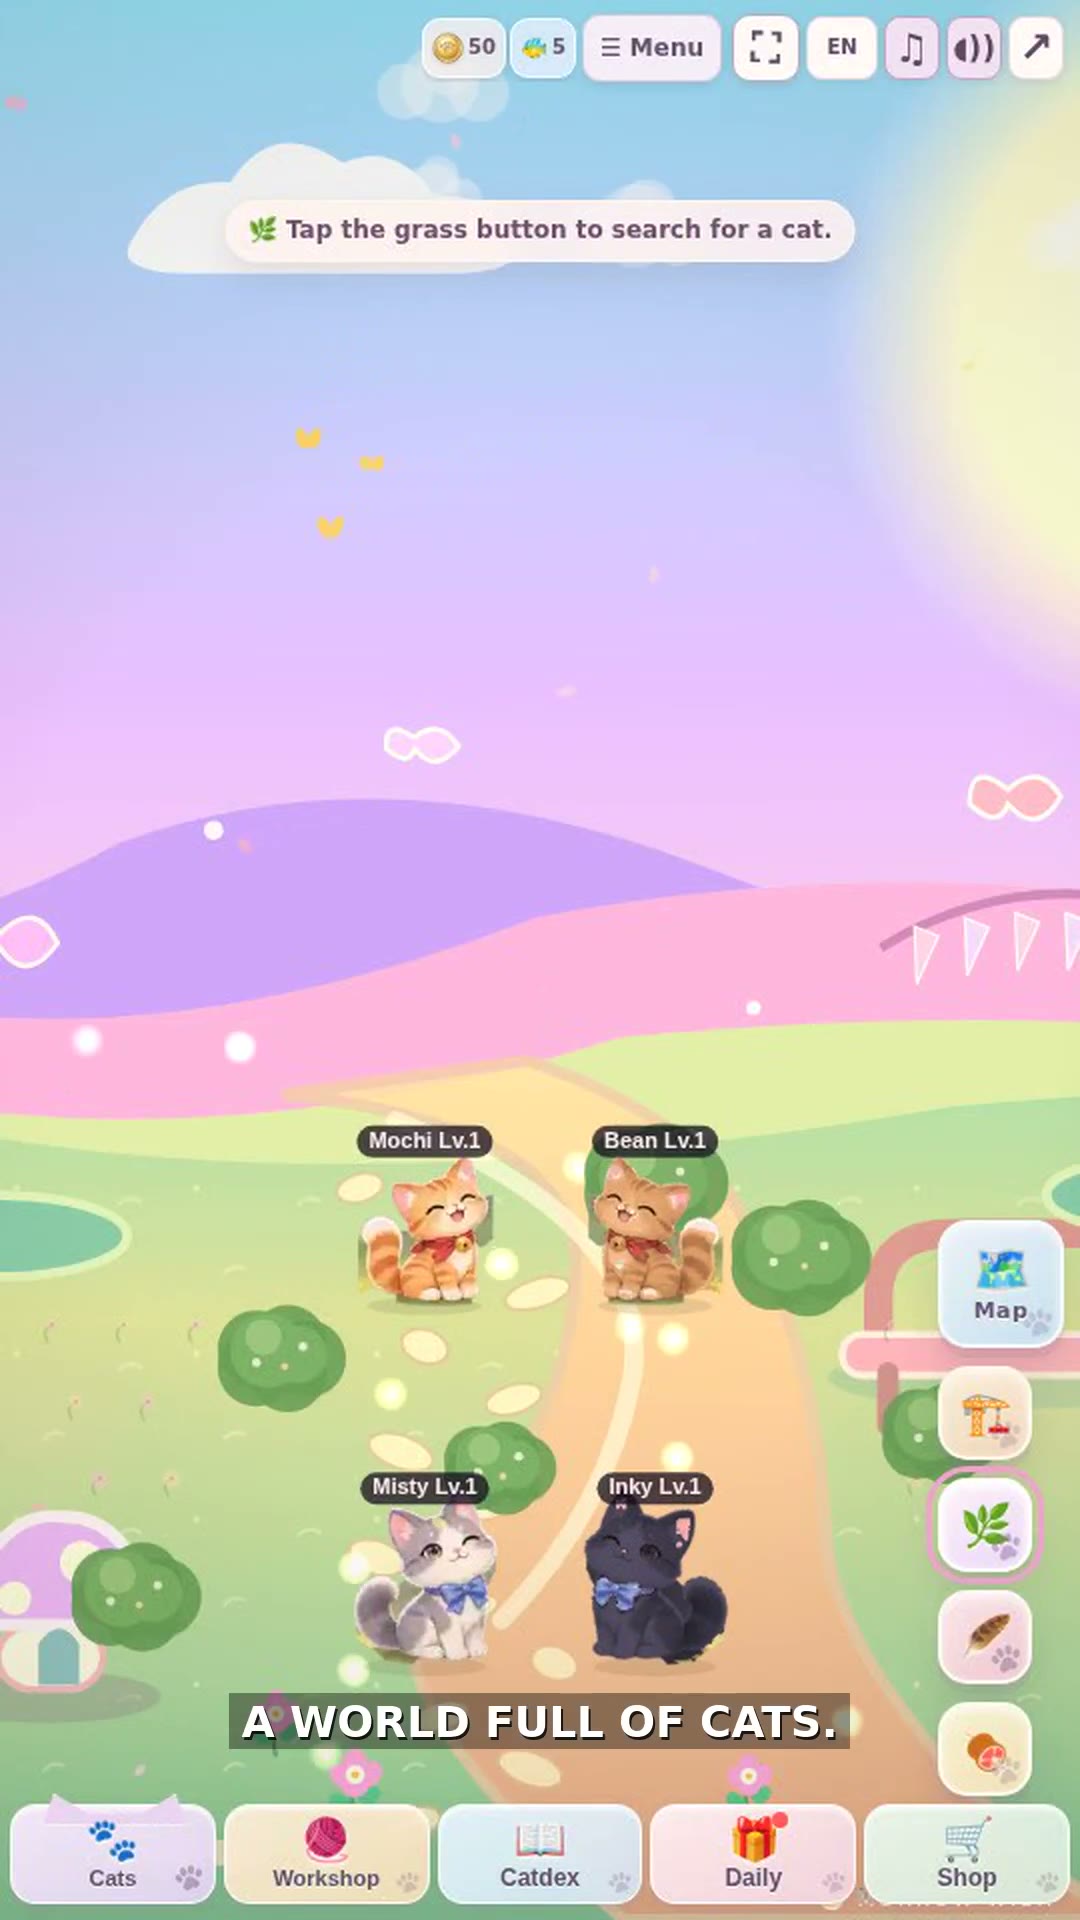 50
5
☰ Menu
EN
Tap the grass button to search for a cat.
Mochi Lv.1
Bean Lv.1
Map
Misty Lv.1
Inky Lv.1
A WORLD FULL OF CATS.
Cats
Workshop
Catdex
Daily
Shop